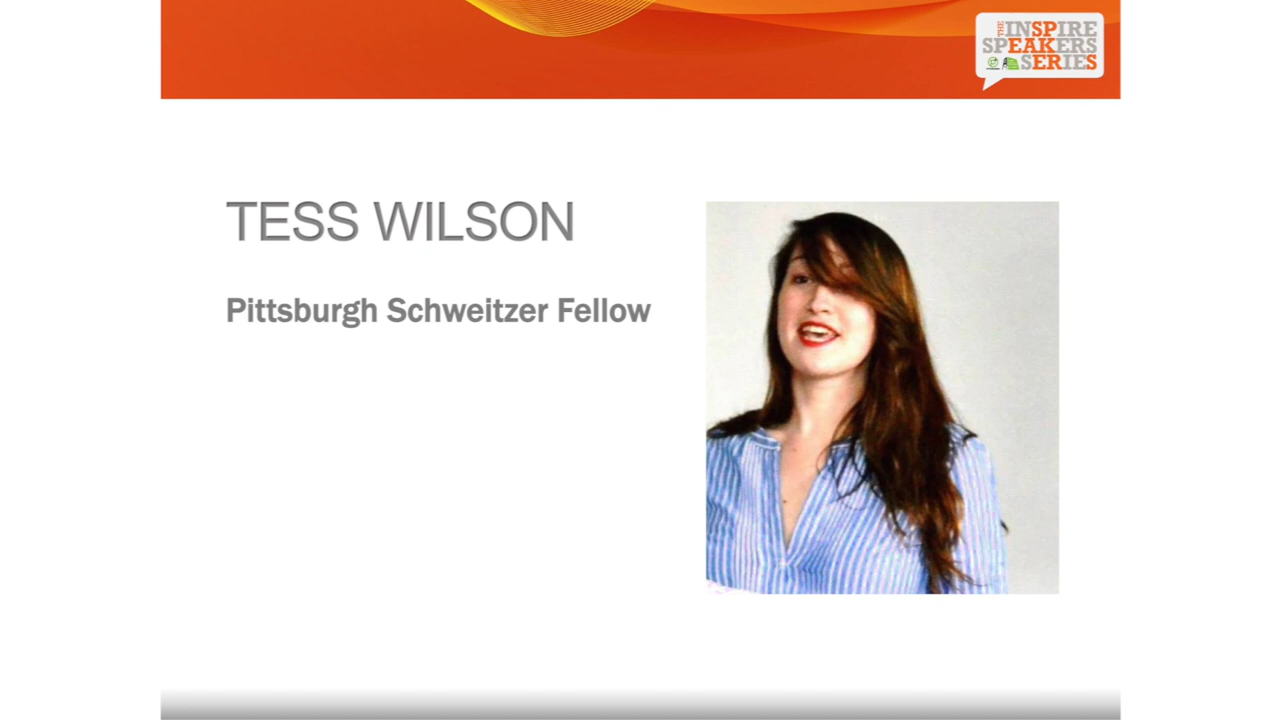 THE INSPIRE
SPEAKERS
SERIES
TESS WILSON
Pittsburgh Schweitzer Fellow